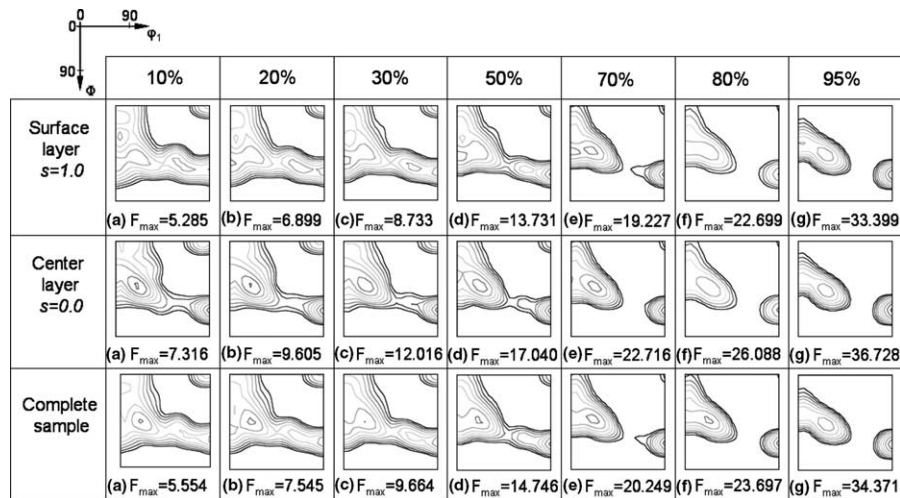 0 90
0 φ1
90
Φ
10% 20% 30% 50% 70% 80% 95%
Surface
layer
s=1.0
(a) Fmax=5.285 (b) Fmax=6.899 (c) Fmax=8.733 (d) Fmax=13.731 (e) Fmax=19.227 (f) Fmax=22.699 (g) Fmax=33.399
Center
layer
s=0.0
(a) Fmax=7.316 (b) Fmax=9.605 (c) Fmax=12.016 (d) Fmax=17.040 (e) Fmax=22.716 (f) Fmax=26.088 (g) Fmax=36.728
Complete
sample
(a) Fmax=5.554 (b) Fmax=7.545 (c) Fmax=9.664 (d) Fmax=14.746 (e) Fmax=20.249 (f) Fmax=23.697 (g) Fmax=34.371